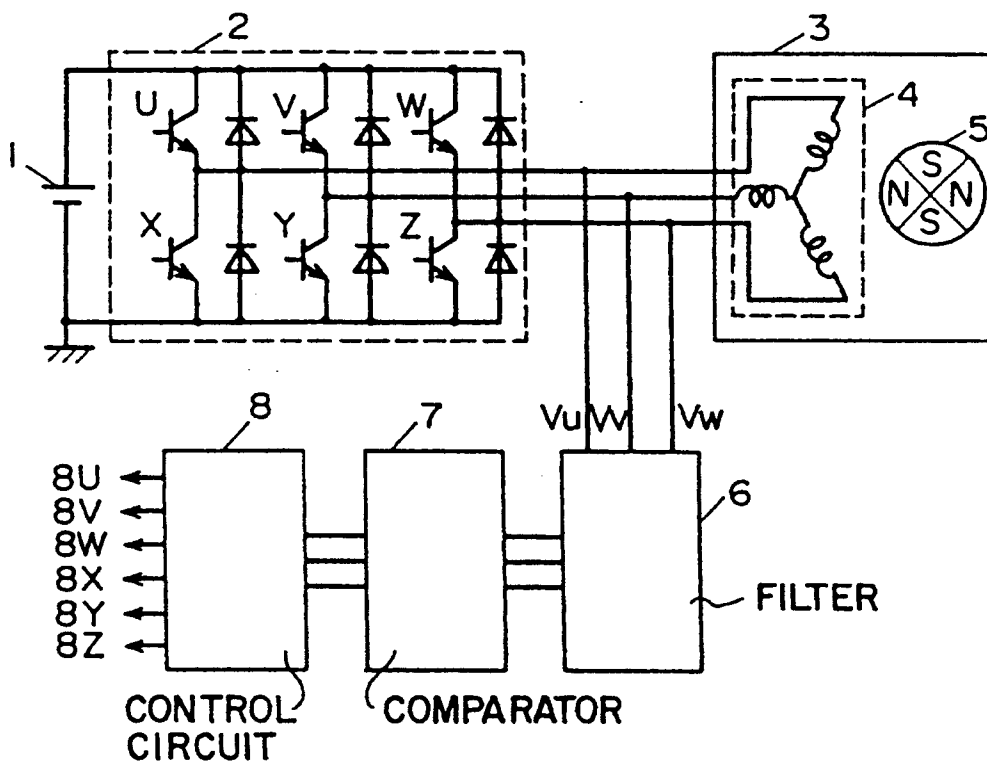 2
3
U
V
W
4
5
1
S
N
N
S
X
Y
Z
8
7
Vu
Vv
Vw
6
8U
8V
8W
8X
8Y
8Z
FILTER
CONTROL
CIRCUIT
COMPARATOR